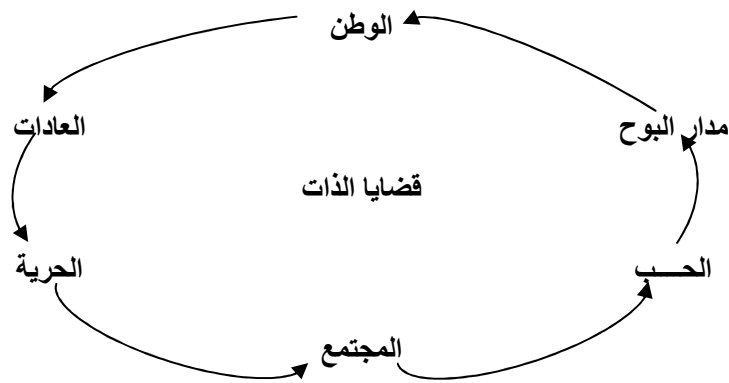 الوطن
مدار البوح
العادات
قضايا الذات
الحـــب
الحرية
المجتمع